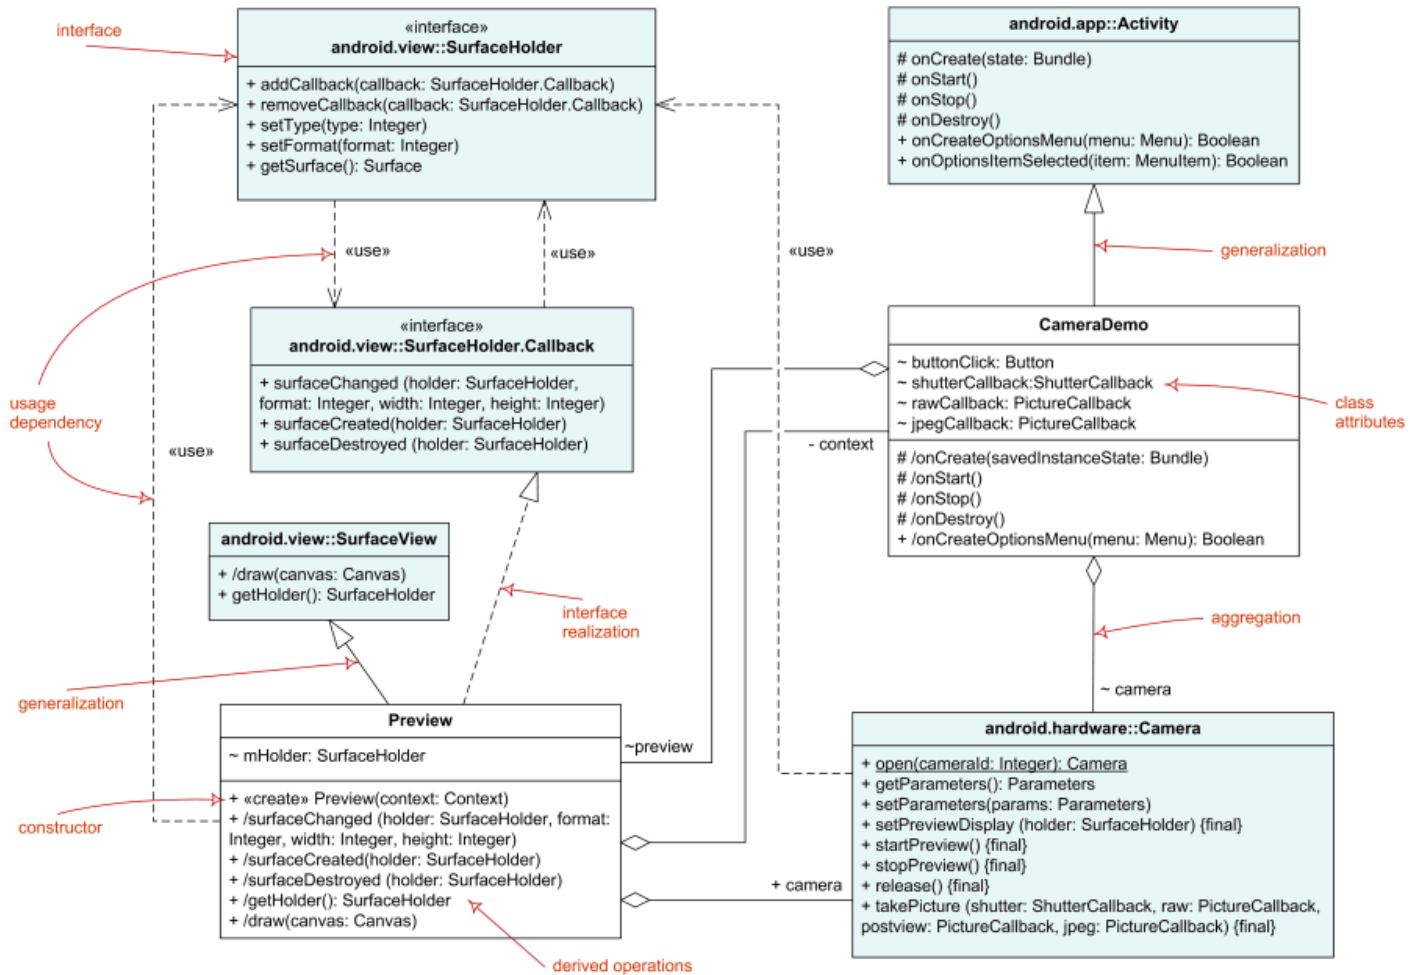 interface
«interface»
android.view::SurfaceHolder
+ addCallback(callback: SurfaceHolder.Callback)
+ removeCallback(callback: SurfaceHolder.Callback)
+ setType(type: Integer)
+ setFormat(format: Integer)
+ getSurface(): Surface
android.app::Activity
# onCreate(state: Bundle)
# onStart()
# onStop()
# onDestroy()
+ onCreateOptionsMenu(menu: Menu): Boolean
+ onOptionsItemSelected(item: MenuItem): Boolean
«use»
«use»
«use»
generalization
«interface»
android.view::SurfaceHolder.Callback
+ surfaceChanged (holder: SurfaceHolder,
format: Integer, width: Integer, height: Integer)
+ surfaceCreated(holder: SurfaceHolder)
+ surfaceDestroyed (holder: SurfaceHolder)
CameraDemo
~ buttonClick: Button
~ shutterCallback:ShutterCallback
~ rawCallback: PictureCallback
~ jpegCallback: PictureCallback
# /onCreate(savedInstanceState: Bundle)
# /onStart()
# /onStop()
# /onDestroy()
+ /onCreateOptionsMenu(menu: Menu): Boolean
class
attributes
usage
dependency
«use»
- context
android.view::SurfaceView
+ /draw(canvas: Canvas)
+ getHolder(): SurfaceHolder
interface
realization
aggregation
generalization
~ camera
Preview
~ mHolder: SurfaceHolder
+ «create» Preview(context: Context)
+ /surfaceChanged (holder: SurfaceHolder, format:
Integer, width: Integer, height: Integer)
+ /surfaceCreated(holder: SurfaceHolder)
+ /surfaceDestroyed (holder: SurfaceHolder)
+ /getHolder(): SurfaceHolder
+ /draw(canvas: Canvas)
~preview
constructor
+ camera
android.hardware::Camera
+ open(cameraId: Integer): Camera
+ getParameters(): Parameters
+ setParameters(params: Parameters)
+ setPreviewDisplay (holder: SurfaceHolder) {final}
+ startPreview() {final}
+ stopPreview() {final}
+ release() {final}
+ takePicture (shutter: ShutterCallback, raw: PictureCallback,
postview: PictureCallback, jpeg: PictureCallback) {final}
derived operations